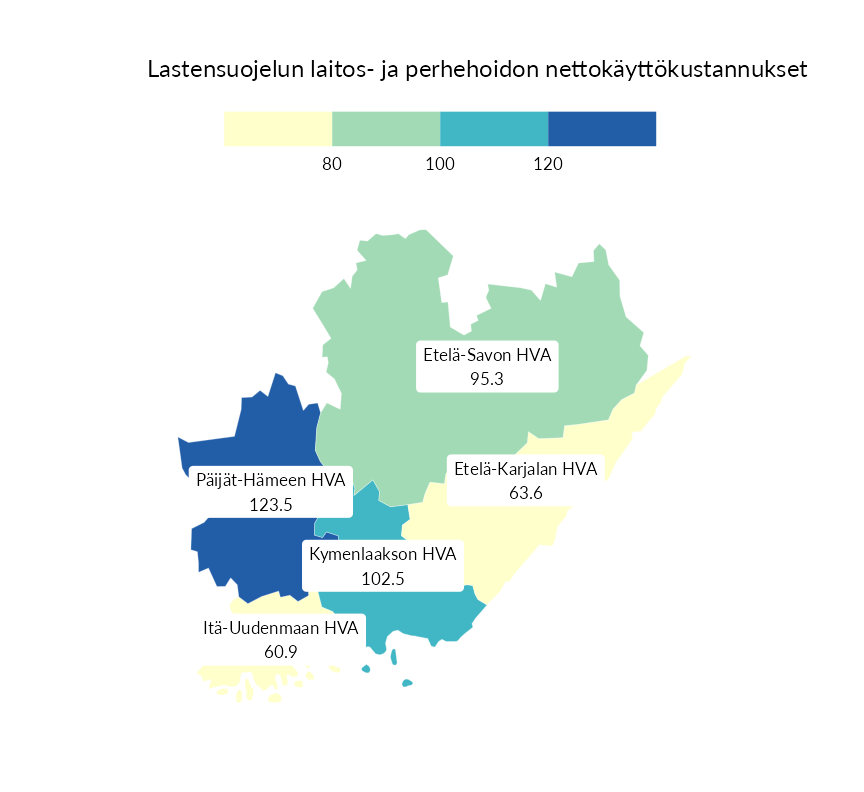 Lastensuojelun laitos- ja perhehoidon nettokäyttökustannukset
80 100 120
Etelä-Savon HVA
95.3
Etelä-Karjalan HVA
63.6
Päijät-Hämeen HVA
123.5
Kymenlaakson HVA
102.5
Itä-Uudenmaan HVA
60.9